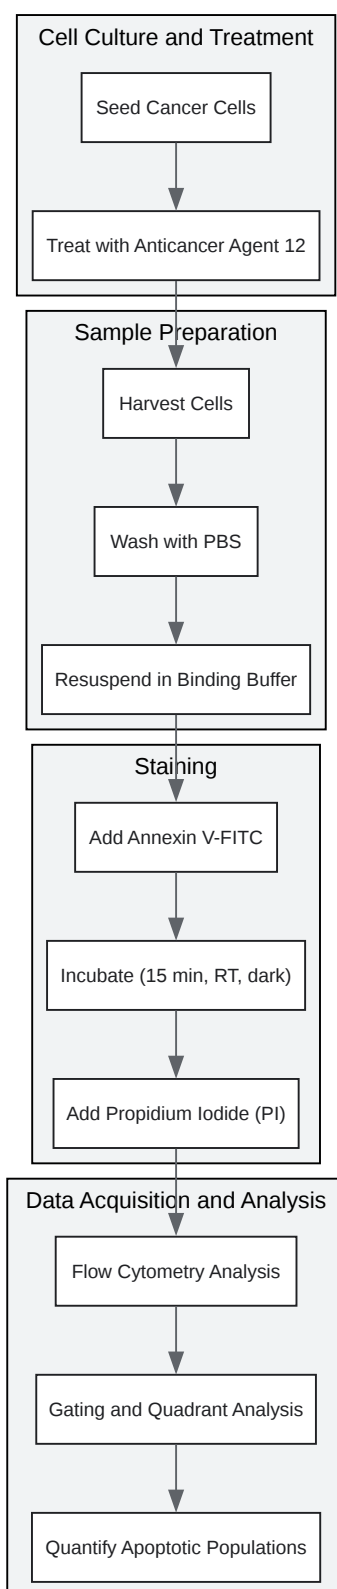 Cell Culture and Treatment
Seed Cancer Cells
Treat with Anticancer Agent 12
Sample Preparation
Harvest Cells
Wash with PBS
Resuspend in Binding Buffer
Staining
Add Annexin V-FITC
Incubate (15 min, RT, dark)
Add Propidium Iodide (PI)
Data Acquisition and Analysis
Flow Cytometry Analysis
Gating and Quadrant Analysis
Quantify Apoptotic Populations